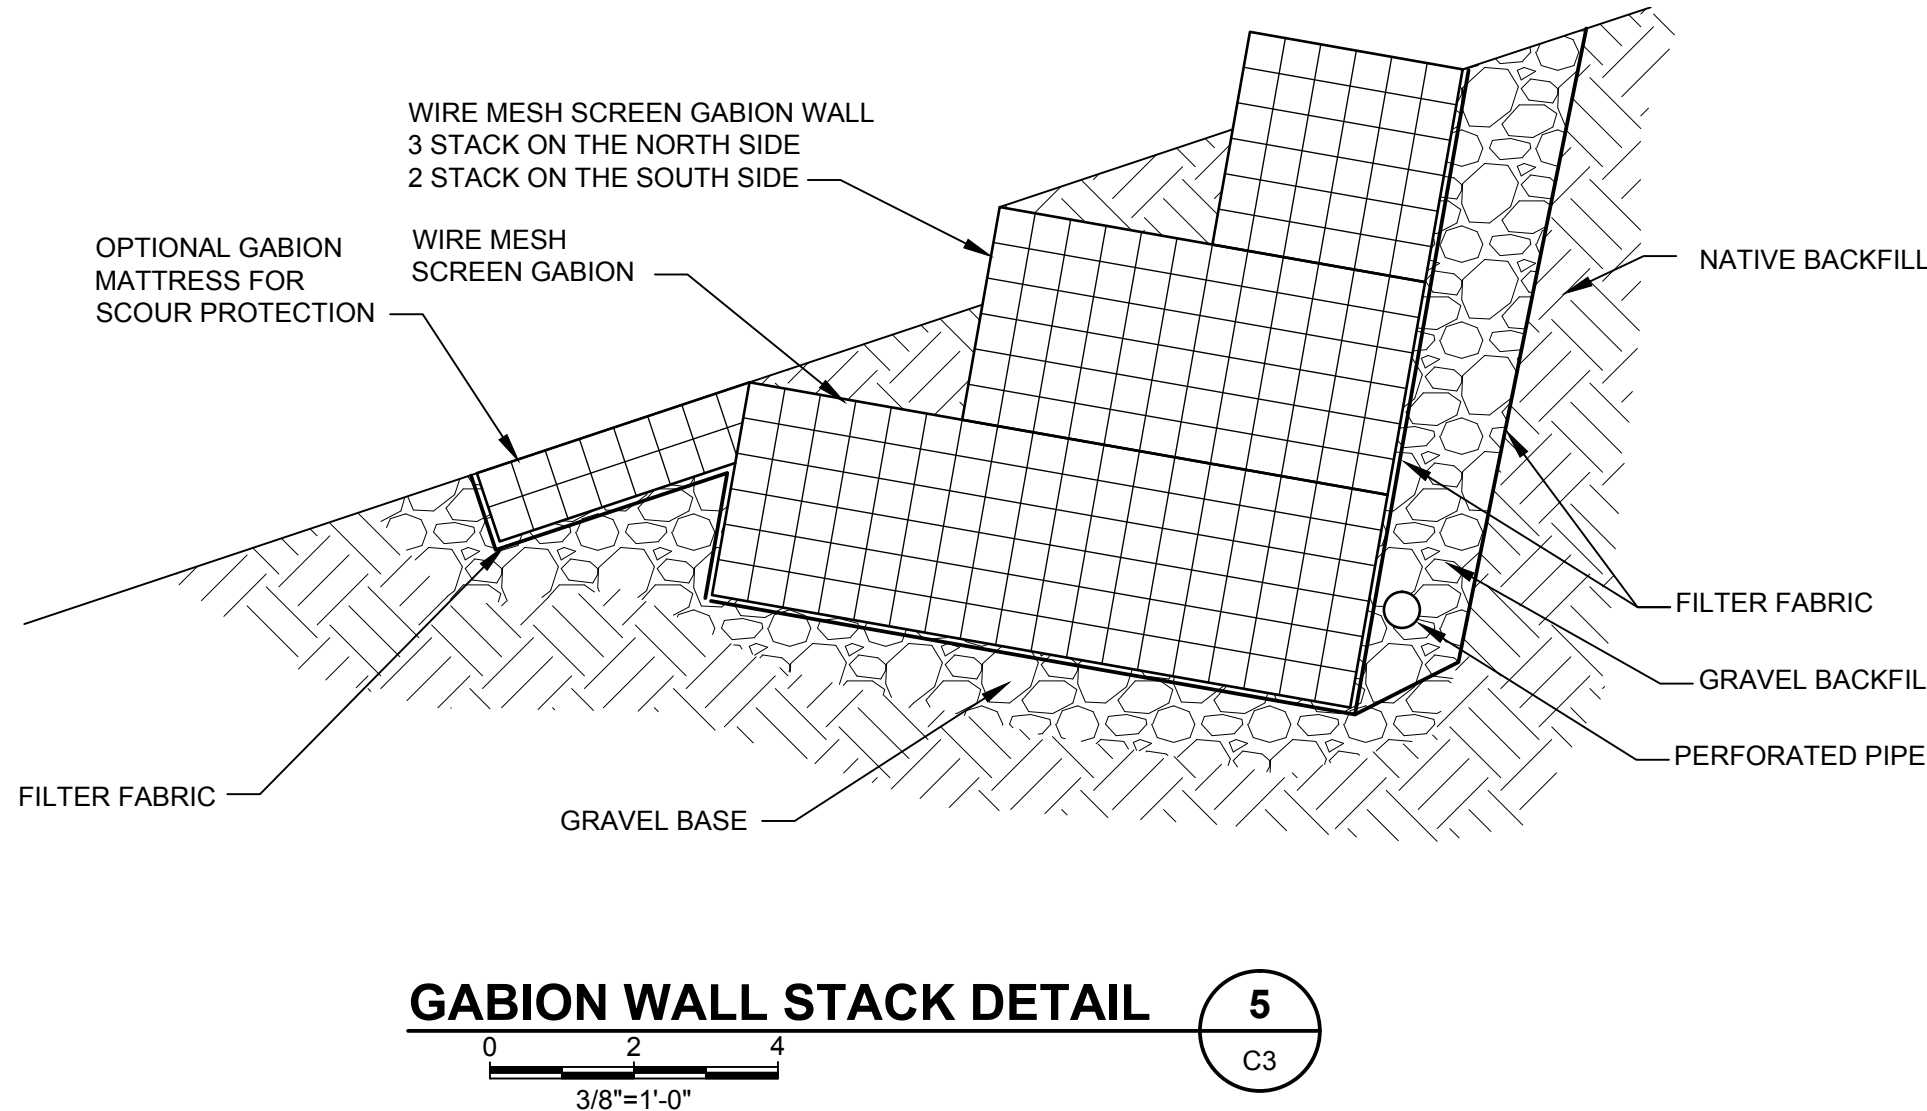 WIRE MESH SCREEN GABION WALL
3 STACK ON THE NORTH SIDE
2 STACK ON THE SOUTH SIDE
OPTIONAL GABION
MATTRESS FOR
SCOUR PROTECTION
WIRE MESH
SCREEN GABION
NATIVE BACKFILL
FILTER FABRIC
GRAVEL BACKFIL
PERFORATED PIPE
FILTER FABRIC
GRAVEL BASE
GABION WALL STACK DETAIL
5
C3
0 2 4
3/8"=1'-0"